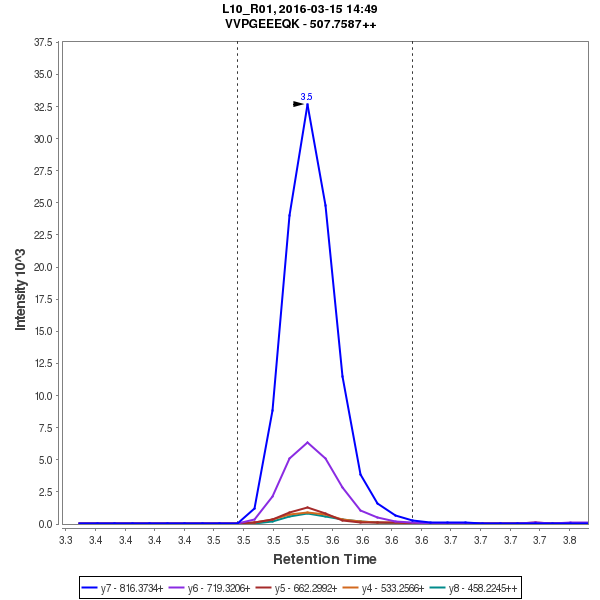 L10_R01, 2016-03-15 14:49
VVPGEEEQK - 507.7587++
37.5
35.0
32.5
30.0
27.5
25.0
22.5
20.0
17.5
15.0
12.5
10.0
7.5
5.0
2.5
0.0
Intensity 10^3
3.5
3.3 3.4 3.4 3.4 3.4 3.5 3.5 3.5 3.5 3.6 3.6 3.6 3.6 3.7 3.7 3.7 3.7 3.8
Retention Time
y7 - 816.3734+ y6 - 719.3206+ y5 - 662.2992+ y4 - 533.2566+ y8 - 458.2245++